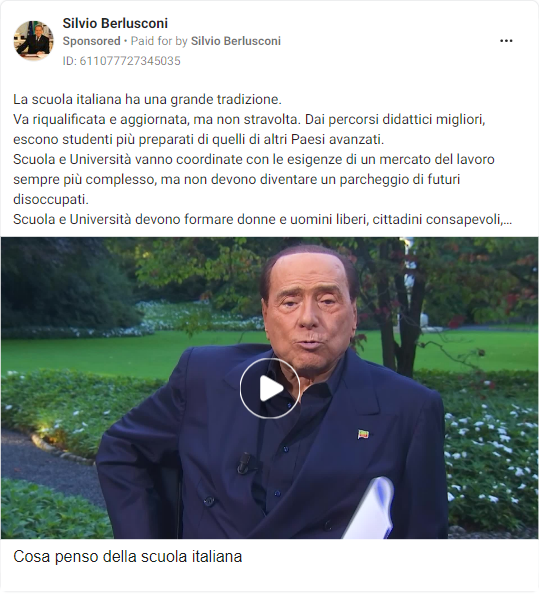 Silvio Berlusconi
Sponsored • Paid for by Silvio Berlusconi
ID: 611077727345035
La scuola italiana ha una grande tradizione.
Va riqualificata e aggiornata, ma non stravolta. Dai percorsi didattici migliori,
escono studenti più preparati di quelli di altri Paesi avanzati.
Scuola e Università vanno coordinate con le esigenze di un mercato del lavoro
sempre più complesso, ma non devono diventare un parcheggio di futuri
disoccupati.
Scuola e Università devono formare donne e uomini liberi, cittadini consapevoli,...
Cosa penso della scuola italiana